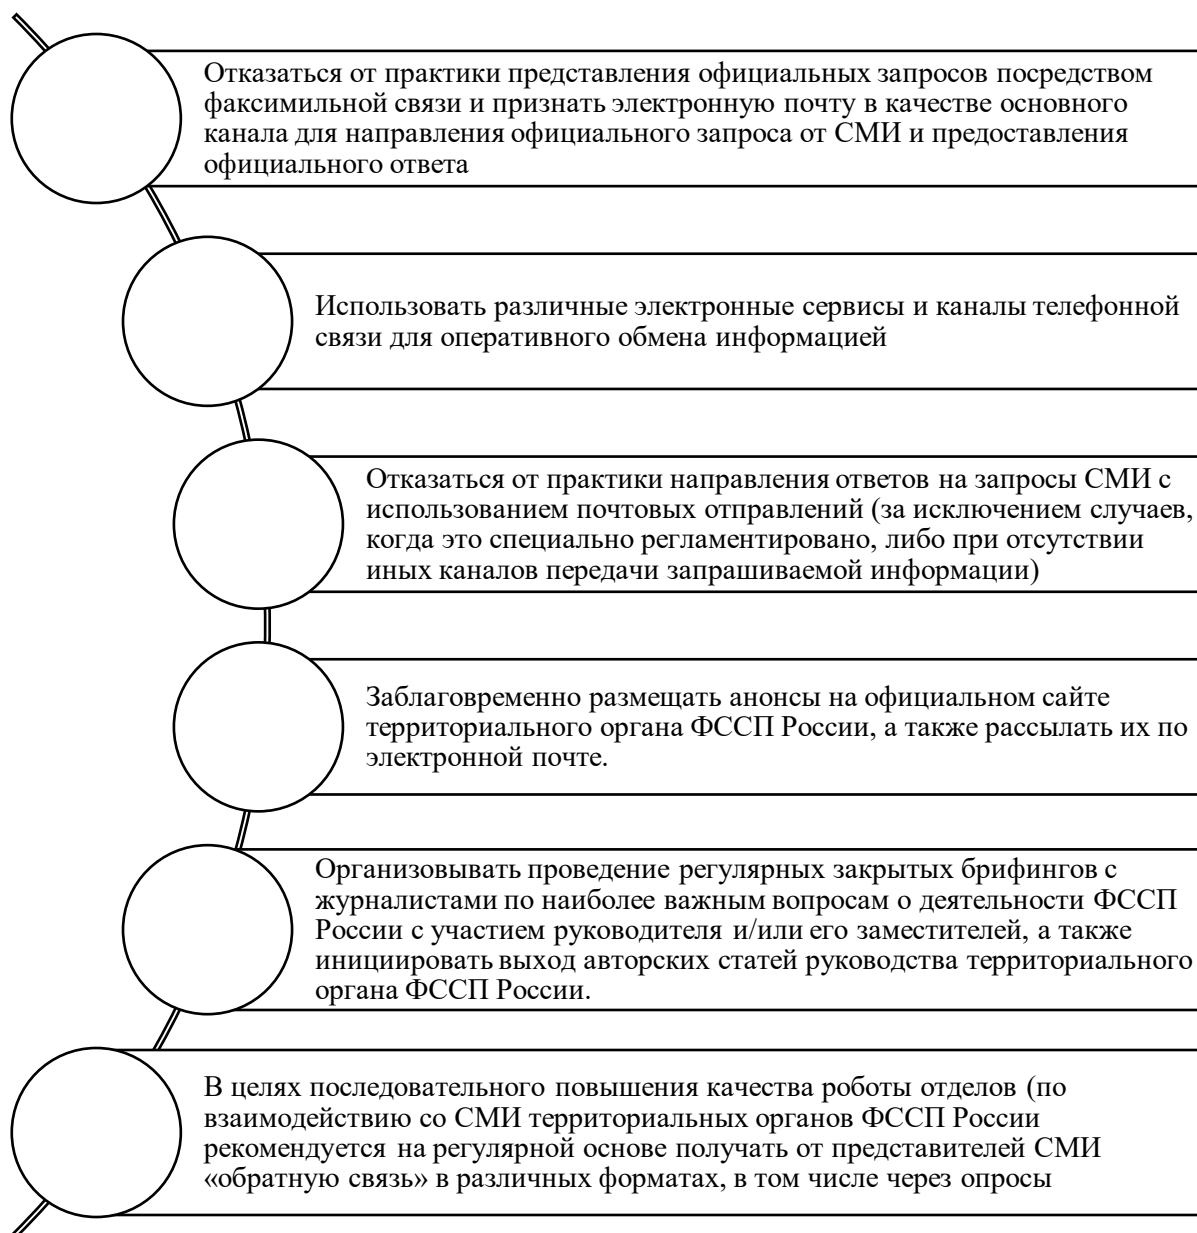 Отказаться от практики представления официальных запросов посредством
факсимильной связи и признать электронную почту в качестве основного
канала для направления официального запроса от СМИ и предоставления
официального ответа
Использовать различные электронные сервисы и каналы телефонной
связи для оперативного обмена информацией
Отказаться от практики направления ответов на запросы СМИ с
использованием почтовых отправлений (за исключением случаев,
когда это специально регламентировано, либо при отсутствии
иных каналов передачи запрашиваемой информации)
Заблаговременно размещать анонсы на официальном сайте
территориального органа ФССП России, а также рассылать их по
электронной почте.
Организовывать проведение регулярных закрытых брифингов с
журналистами по наиболее важным вопросам о деятельности ФССП
России с участием руководителя и/или его заместителей, а также
инициировать выход авторских статей руководства территориального
органа ФССП России.
В целях последовательного повышения качества роботы отделов (по
взаимодействию со СМИ территориальных органов ФССП России
рекомендуется на регулярной основе получать от представителей СМИ
«обратную связь» в различных форматах, в том числе через опросы